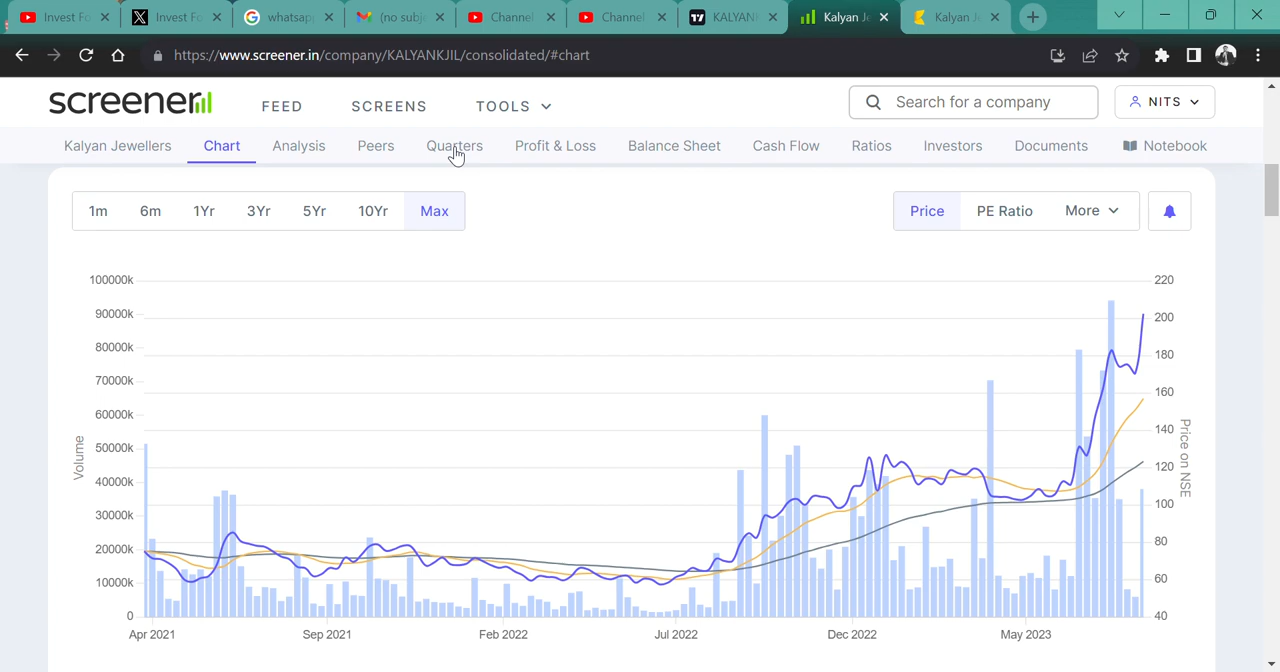 Invest Fo
Invest Fo
whatsap
(no subj
Channel
Channel
KALYAN
Kalyan Je
Kalyan J
https://www.screener.in/company/KALYANKJIL/consolidated/#chart
screener
FEED
SCREENS
TOOLS
Search for a company
NITS
Kalyan Jewellers
Chart
Analysis
Peers
Quarters
Profit & Loss
Balance Sheet
Cash Flow
Ratios
Investors
Documents
Notebook
1m
6m
1Yr
3Yr
5Yr
10Yr
Max
Price
PE Ratio
More
100000k
90000k
80000k
70000k
60000k
50000k
40000k
30000k
20000k
10000k
0
Volume
220
200
180
160
140
120
100
80
60
40
Price on NSE
Apr 2021
Sep 2021
Feb 2022
Jul 2022
Dec 2022
May 2023